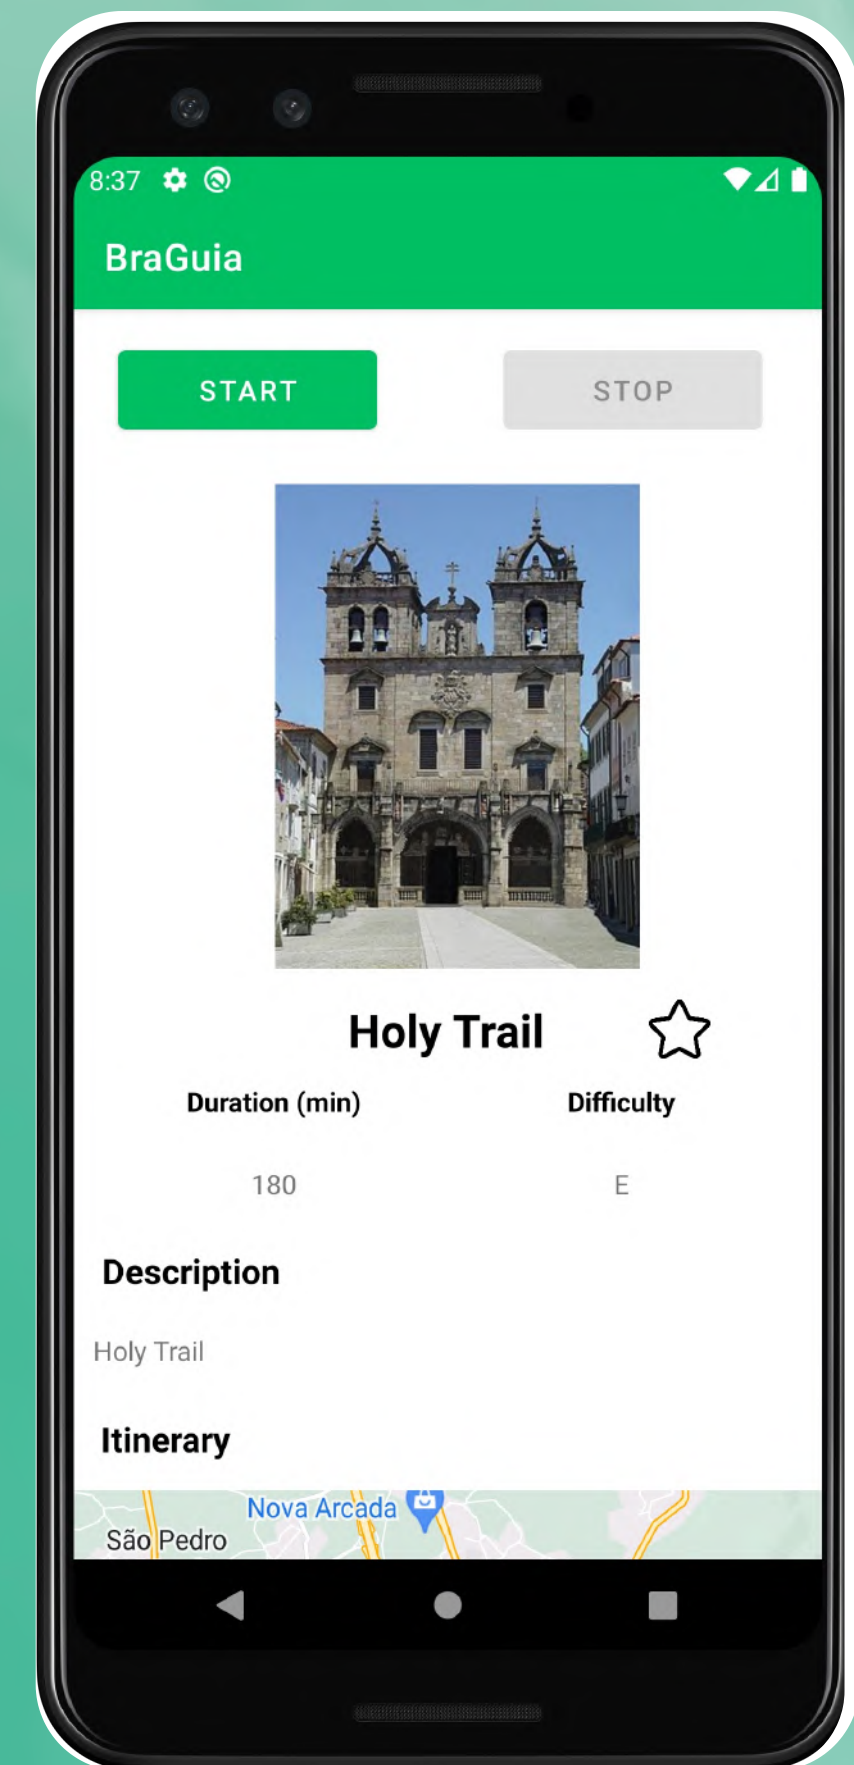 8:37
BraGuia
START
STOP
Holy Trail
Duration (min)
Difficulty
180
E
Description
Holy Trail
Itinerary
Nova Arcada
São Pedro